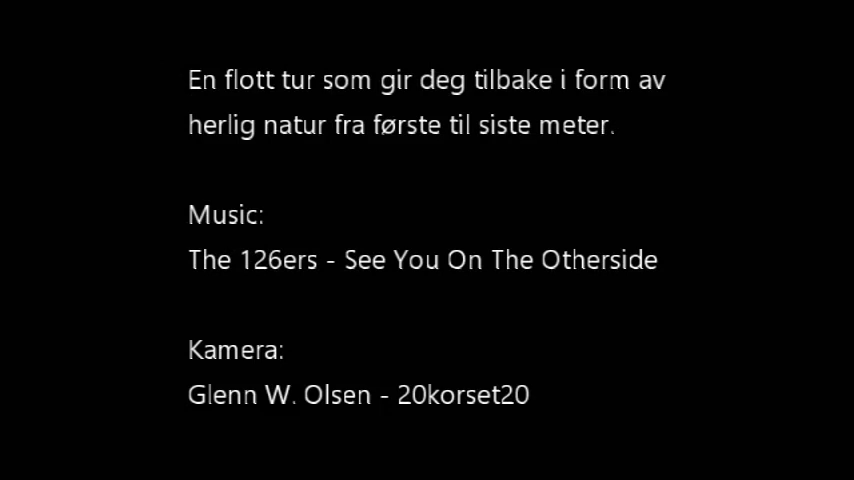 En flott tur som gir deg tilbake i form av
herlig natur fra første til siste meter.
Music:
The 126ers - See You On The Otherside
Kamera:
Glenn W. Olsen - 20korset20